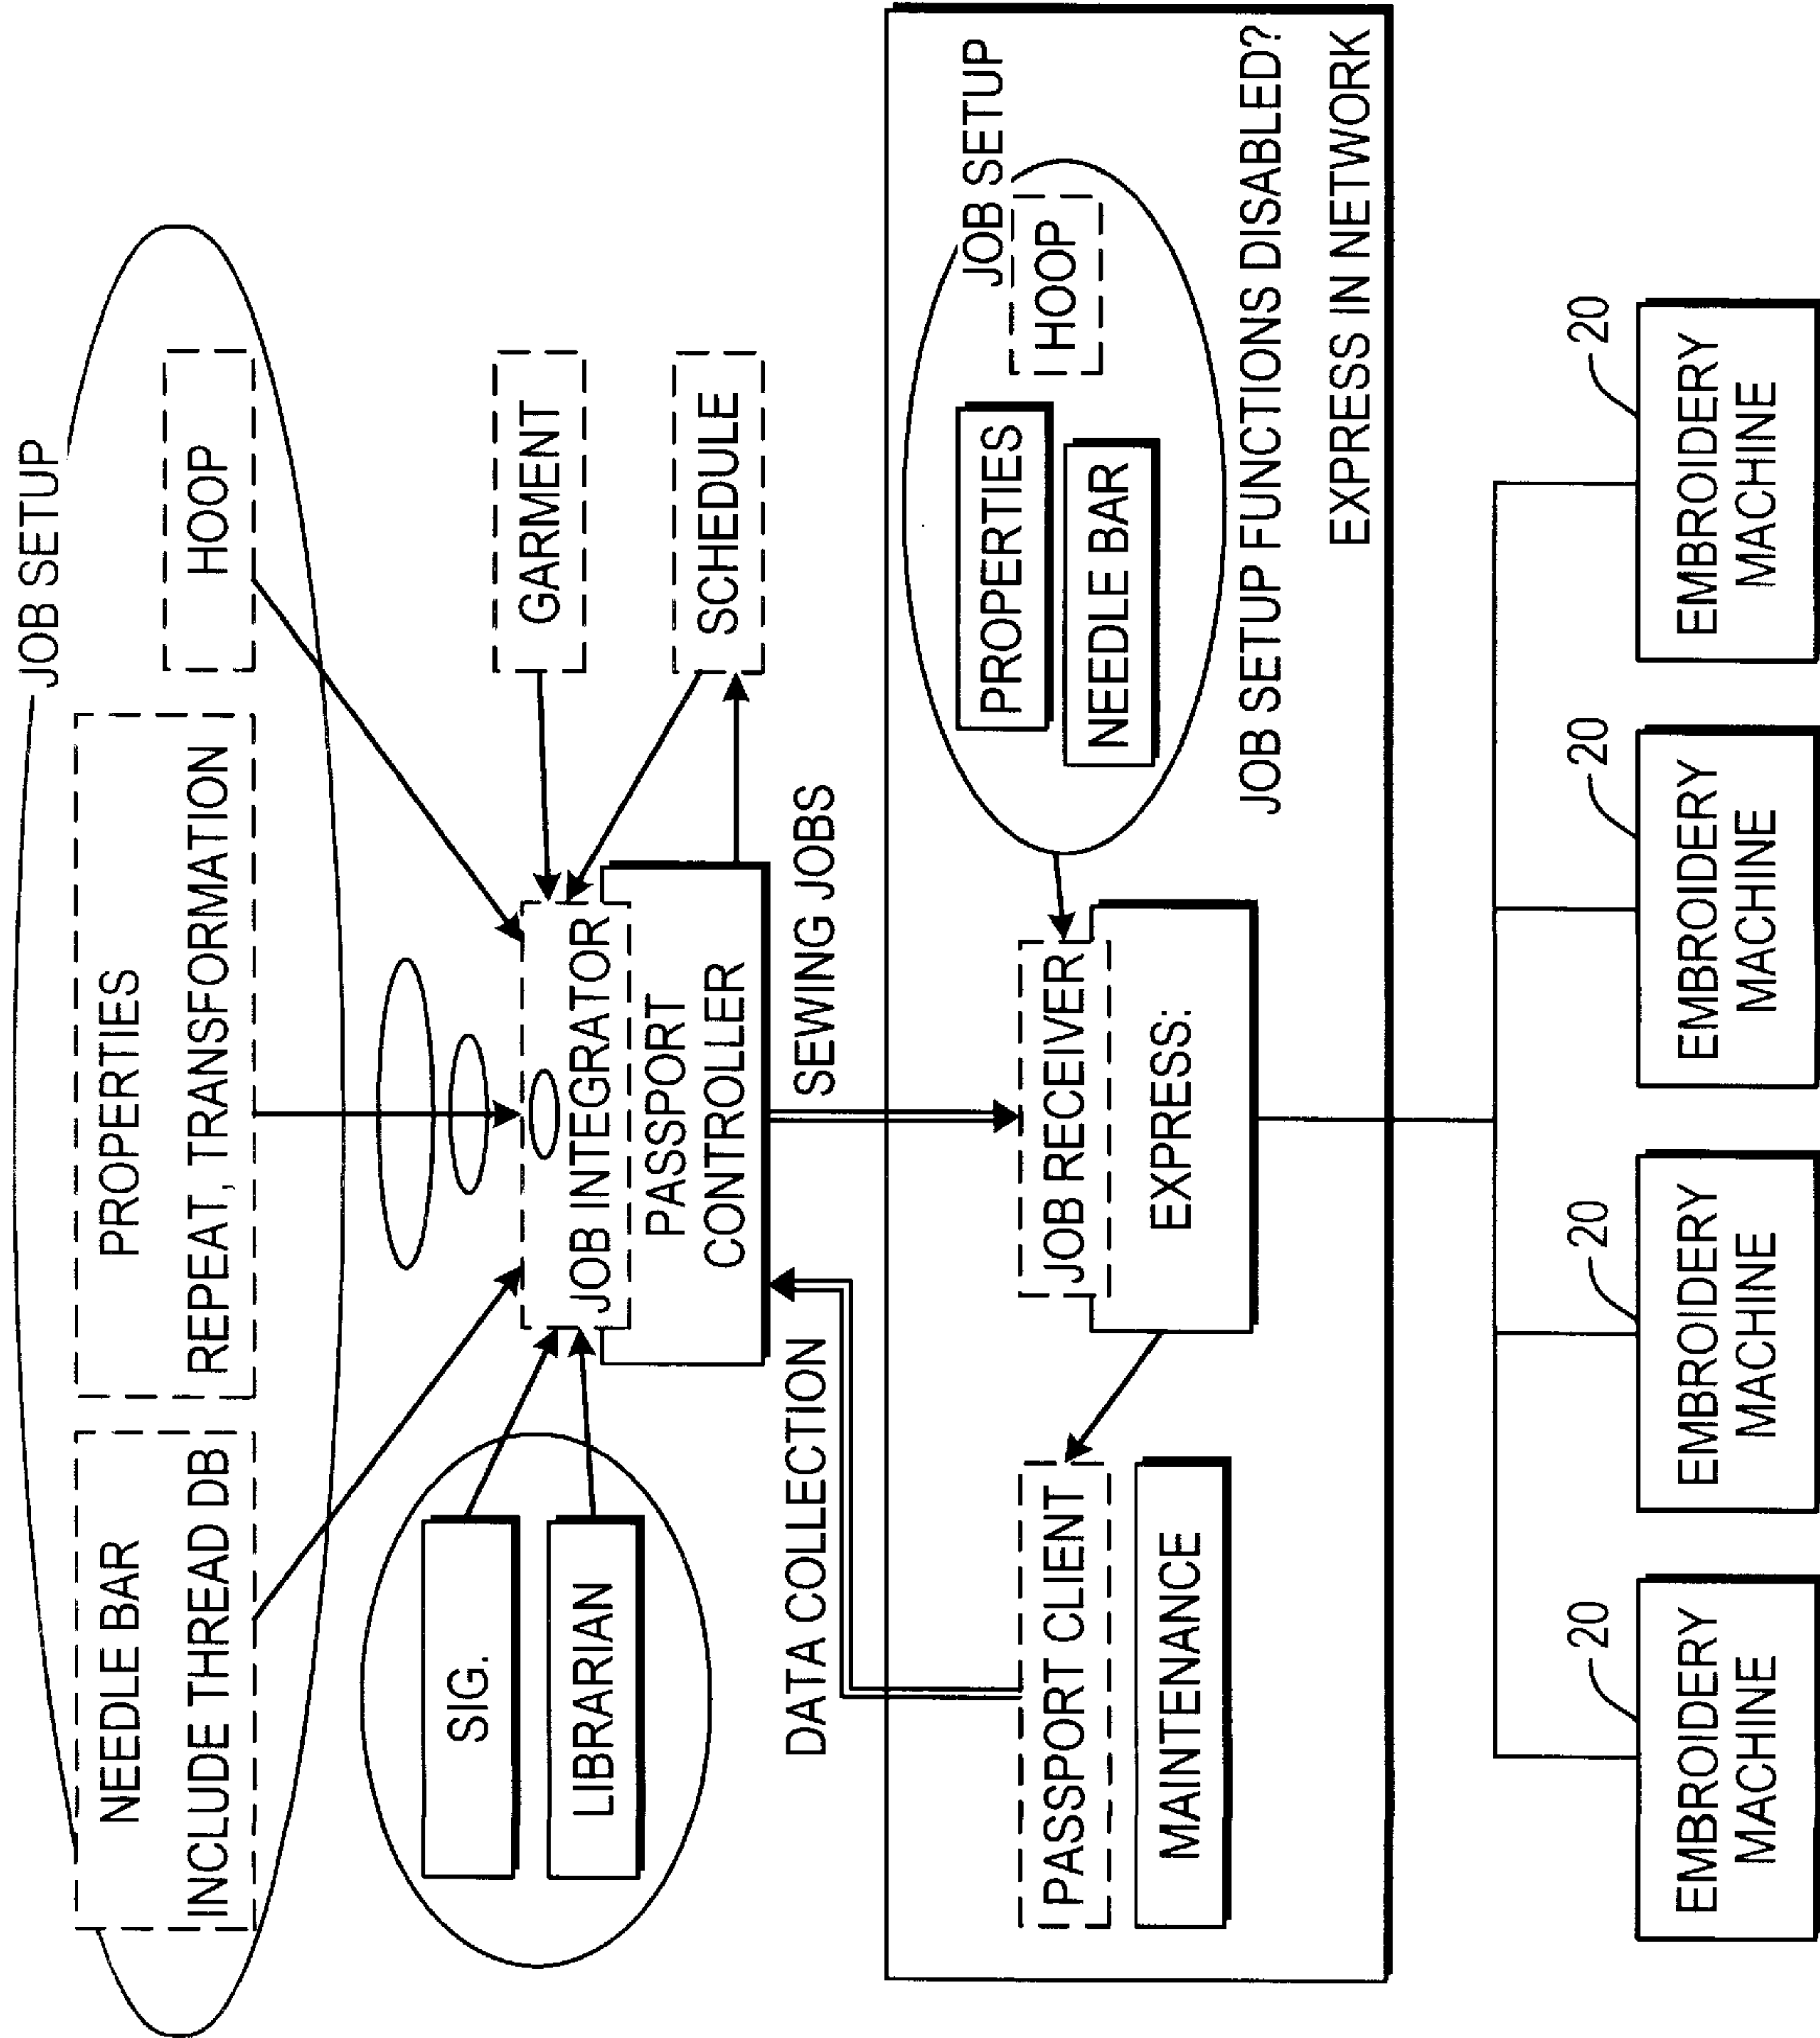 JOB SETUP
NEEDLE BAR
INCLUDE THREAD DB
PROPERTIES
REPEAT, TRANSFORMATION
HOOP
SIG.
LIBRARIAN
JOB INTEGRATOR
PASSPORT
CONTROLLER
GARMENT
SCHEDULE
DATA COLLECTION
SEWING JOBS
PASSPORT CLIENT
MAINTENANCE
JOB RECEIVER
EXPRESS:
JOB SETUP
PROPERTIES
HOOP
NEEDLE BAR
JOB SETUP FUNCTIONS DISABLED?
EXPRESS IN NETWORK
20
EMBROIDERY
MACHINE
20
EMBROIDERY
MACHINE
20
EMBROIDERY
MACHINE
20
EMBROIDERY
MACHINE